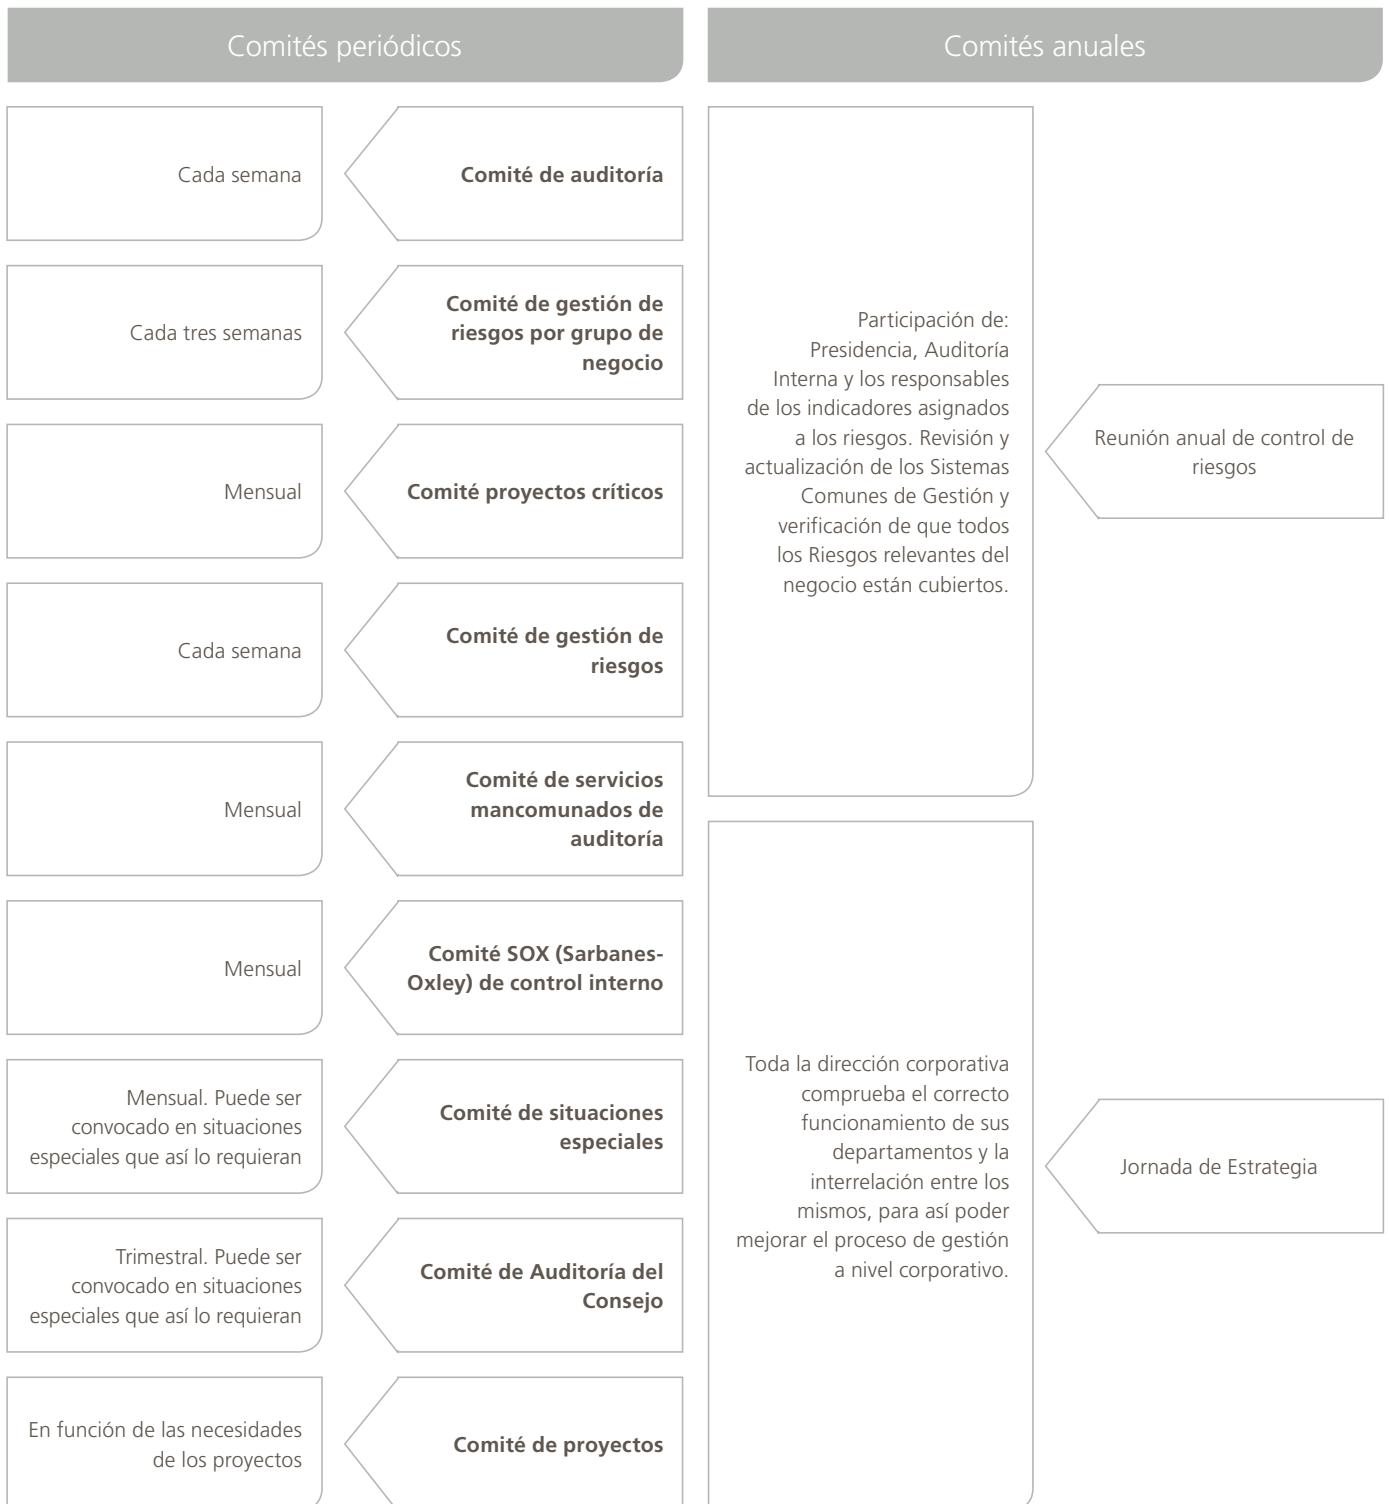 Comités periódicos
Cada semana
Comité de auditoría
Cada tres semanas
Comité de gestión de
riesgos por grupo de
negocio
Mensual
Comité proyectos críticos
Cada semana
Comité de gestión de
riesgos
Mensual
Comité de servicios
mancomunados de
auditoría
Mensual
Comité SOX (Sarbanes-
Oxley) de control interno
Mensual. Puede ser
convocado en situaciones
especiales que así lo requieran
Comité de situaciones
especiales
Trimestral. Puede ser
convocado en situaciones
especiales que así lo requieran
Comité de Auditoría del
Consejo
En función de las necesidades
de los proyectos
Comité de proyectos
Comités anuales
Participación de:
Presidencia, Auditoría
Interna y los responsables
de los indicadores asignados
a los riesgos. Revisión y
actualización de los Sistemas
Comunes de Gestión y
verificación de que todos
los Riesgos relevantes del
negocio están cubiertos.
Reunión anual de control de
riesgos
Toda la dirección corporativa
comprueba el correcto
funcionamiento de sus
departamentos y la
interrelación entre los
mismos, para así poder
mejorar el proceso de gestión
a nivel corporativo.
Jornada de Estrategia